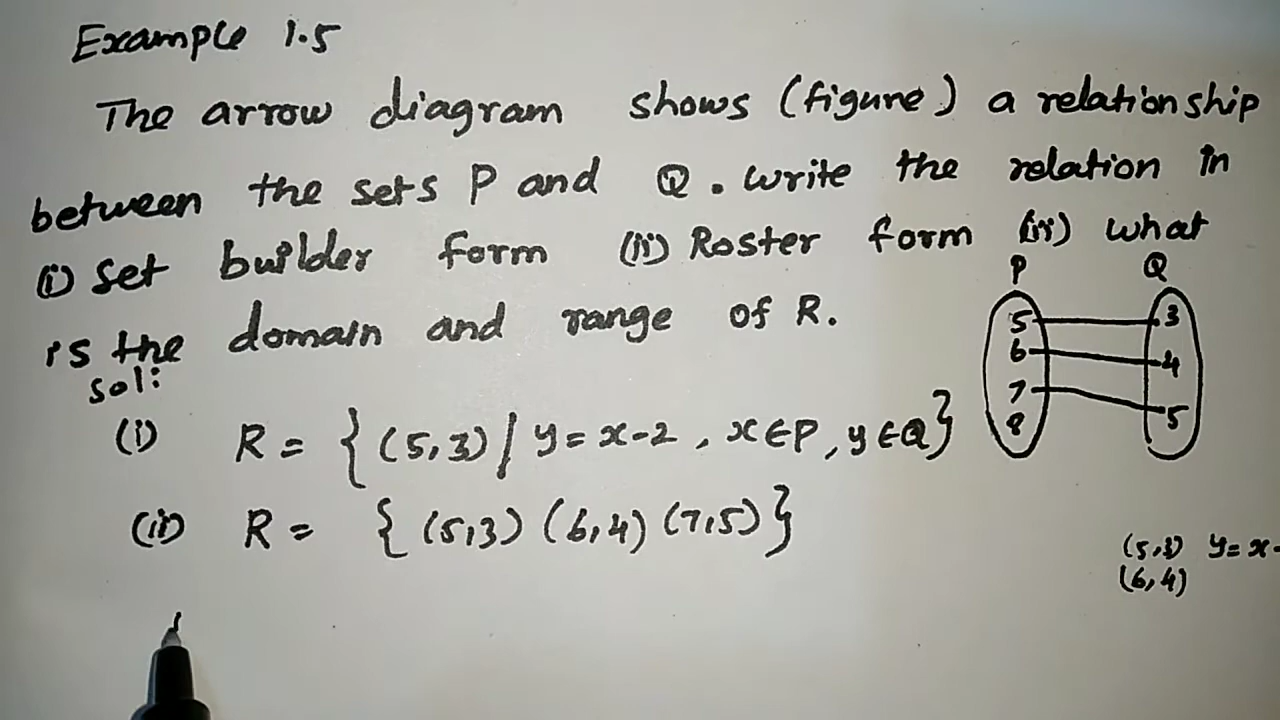 Example 1.5
The arrow diagram shows (figure) a relationship
between the sets P and Q. write the relation in
(i) Set builder form (ii) Roster form (iii) what
is the domain and range of R.
P Q
5 3
6 4
7 5
8
sol:
(i) R = {(5,3) / y = x-2, x ∈ P, y ∈ Q}
(ii) R = {(5,3) (6,4) (7,5)}
(5,3) y = x-
(6,4)